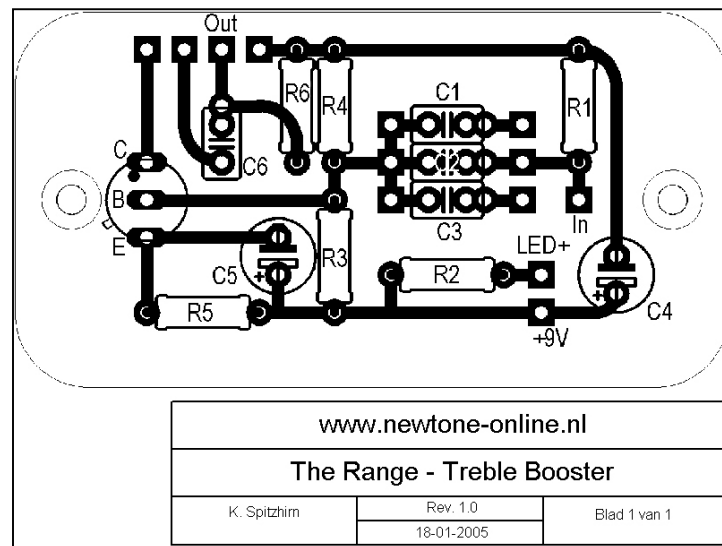 Out
C1
R6
R4
R1
C
C6
C2
B
C3
In
E
LED+
C5
R3
R2
+
+
R5
C4
+9V
www.newtone-online.nl
The Range - Treble Booster
K. Spitzhirn
Rev. 1.0
Blad 1 van 1
18-01-2005